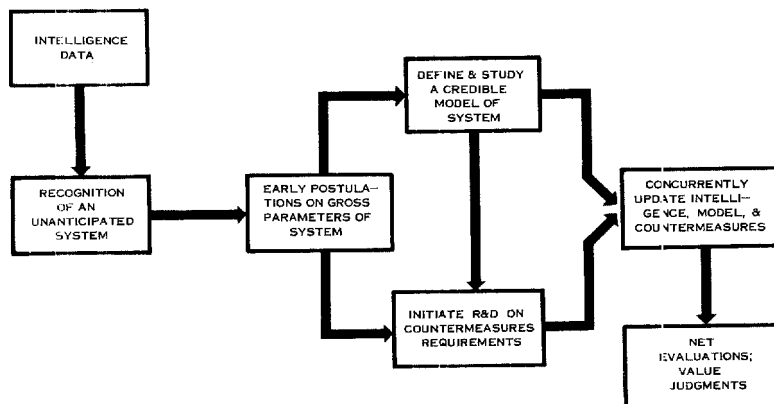 INTELLIGENCE
DATA
RECOGNITION
OF AN
UNANTICIPATED
SYSTEM
EARLY POSTULA-
TIONS ON GROSS
PARAMETERS OF
SYSTEM
DEFINE & STUDY
A CREDIBLE
MODEL OF
SYSTEM
INITIATE R&D ON
COUNTERMEASURES
REQUIREMENTS
CONCURRENTLY
UPDATE INTELLI-
GENCE, MODEL, &
COUNTERMEASURES
NET
EVALUATIONS;
VALUE
JUDGMENTS